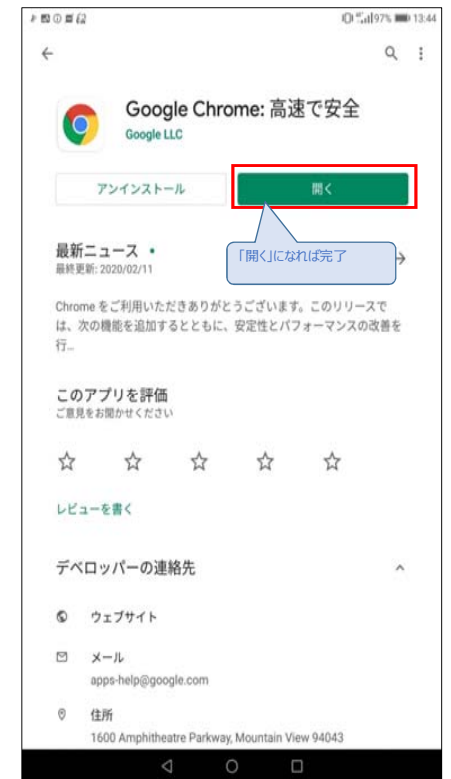 97% 13:44
Google Chrome: 高速で安全
Google LLC
アンインストール
開く
「開く」になれば完了
最新ニュース •
最終更新: 2020/02/11
Chrome をご利用いただきありがとうございます。このリリースで
は、次の機能を追加するとともに、安定性とパフォーマンスの改善を
行...
このアプリを評価
ご意見をお聞かせください
レビューを書く
デベロッパーの連絡先
ウェブサイト
メール
apps-help@google.com
住所
1600 Amphitheatre Parkway, Mountain View 94043